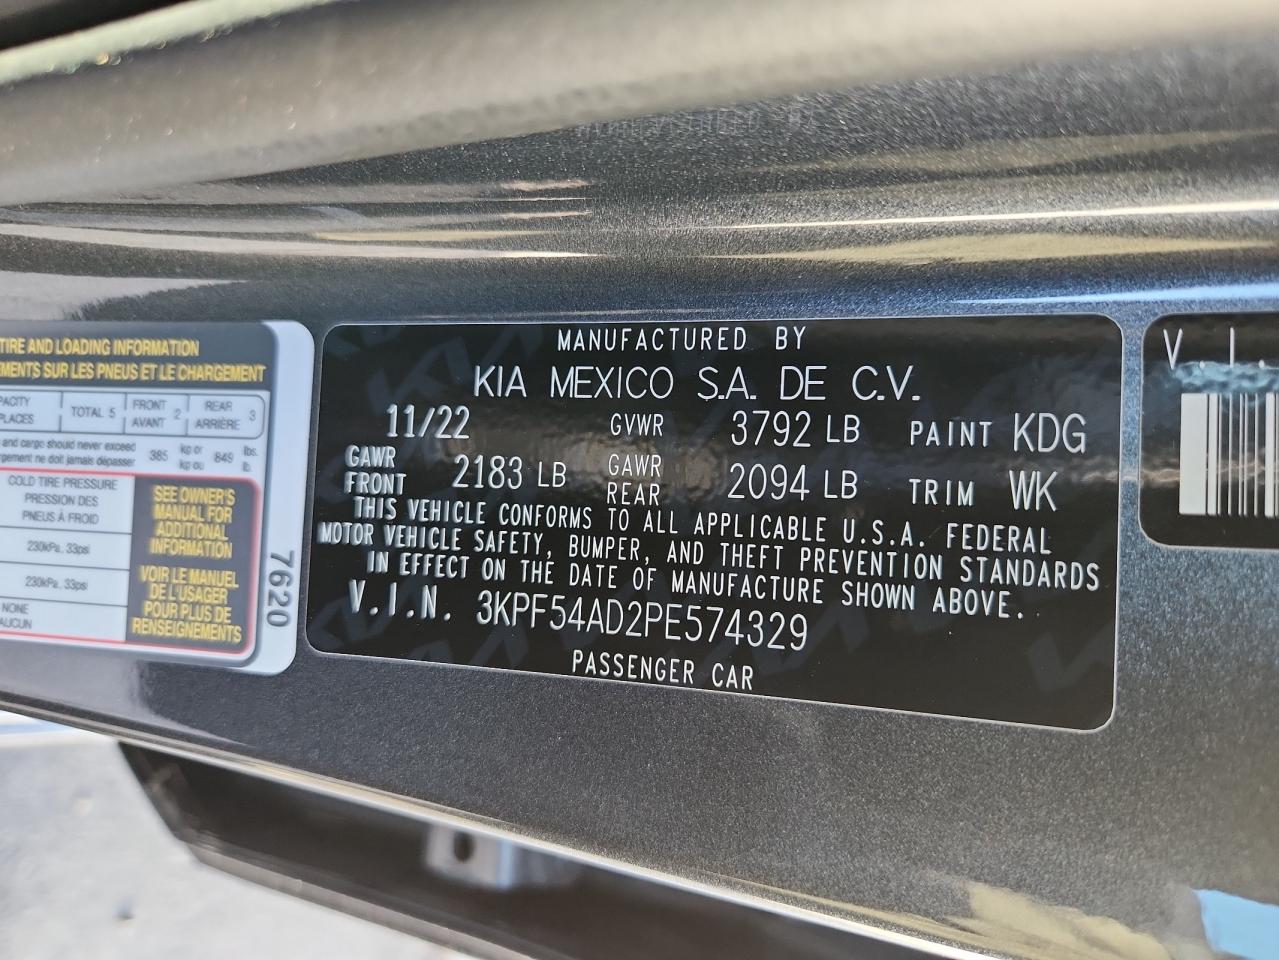 TIRE AND LOADING INFORMATION
SUR LES PNEUS ET LE CHARGEMENT
TOTAL 5
FRONT AVANT 2
REAR ARRIÈRE 3
and cargo should never exceed
ne doit jamais dépasser
385 kg or kg ou 849 lbs. lb.
COLD TIRE PRESSURE
PRESSION DES
PNEUS À FROID
230kPa, 33psi
230kPa, 33psi
NONE
AUCUN
SEE OWNER'S
MANUAL FOR
ADDITIONAL
INFORMATION
VOIR LE MANUEL
DE L'USAGER
POUR PLUS DE
RENSEIGNEMENTS
7620
MANUFACTURED BY
KIA MEXICO S.A. DE C.V.
11/22 GVWR 3792 LB PAINT KDG
GAWR FRONT 2183 LB GAWR REAR 2094 LB TRIM WK
THIS VEHICLE CONFORMS TO ALL APPLICABLE U.S.A. FEDERAL
MOTOR VEHICLE SAFETY, BUMPER, AND THEFT PREVENTION STANDARDS
IN EFFECT ON THE DATE OF MANUFACTURE SHOWN ABOVE.
V.I.N. 3KPF54AD2PE574329
PASSENGER CAR